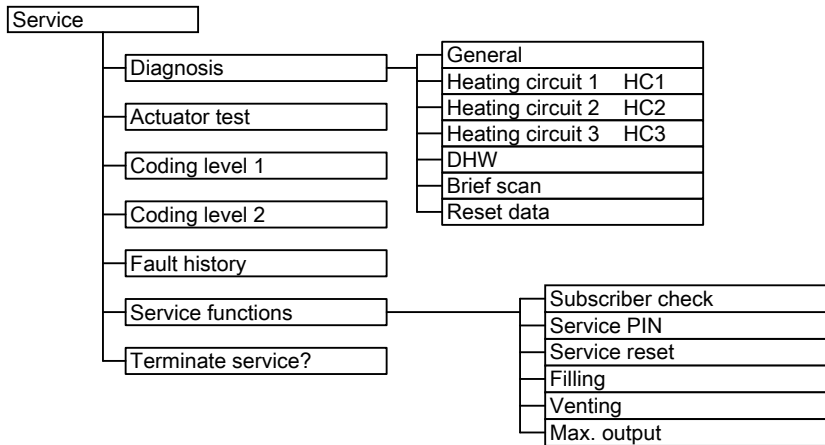 Service
Diagnosis
General
Heating circuit 1 HC1
Heating circuit 2 HC2
Heating circuit 3 HC3
DHW
Brief scan
Reset data
Actuator test
Coding level 1
Coding level 2
Fault history
Service functions
Subscriber check
Service PIN
Service reset
Filling
Venting
Max. output
Terminate service?